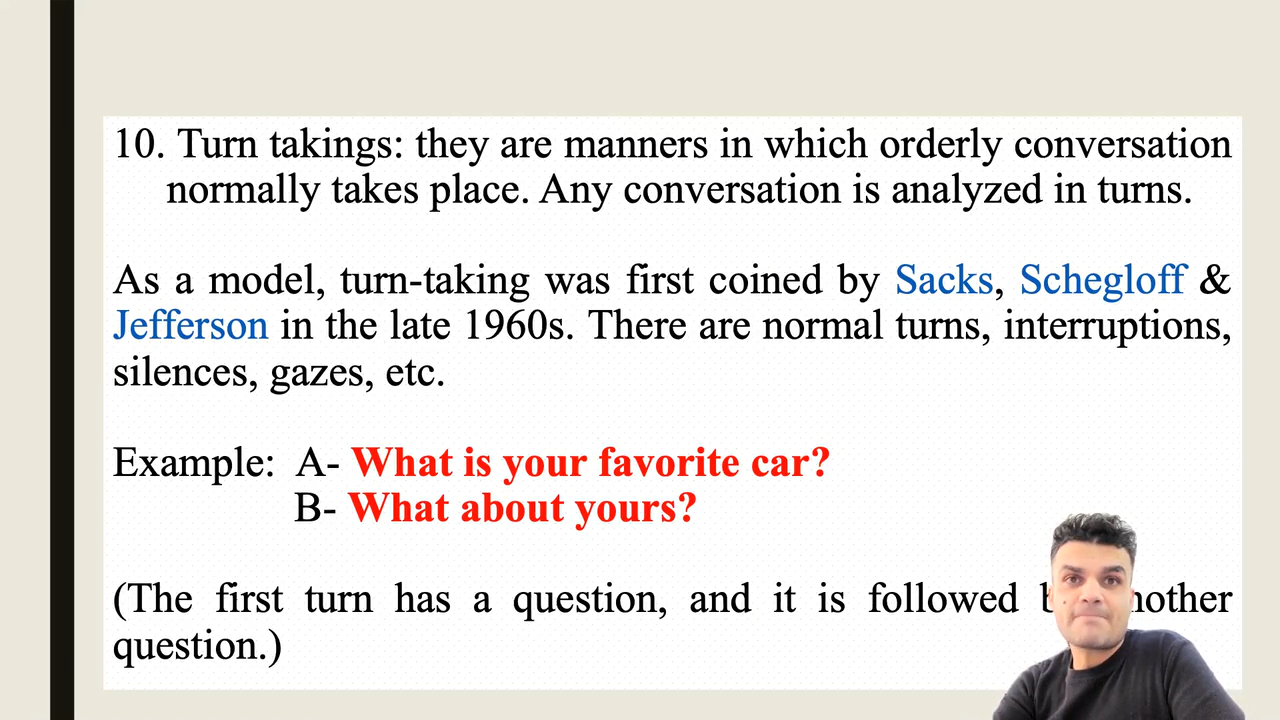 10. Turn takings: they are manners in which orderly conversation
normally takes place. Any conversation is analyzed in turns.
As a model, turn-taking was first coined by Sacks, Schegloff &
Jefferson in the late 1960s. There are normal turns, interruptions,
silences, gazes, etc.
Example: A- What is your favorite car?
B- What about yours?
(The first turn has a question, and it is followed
question.)